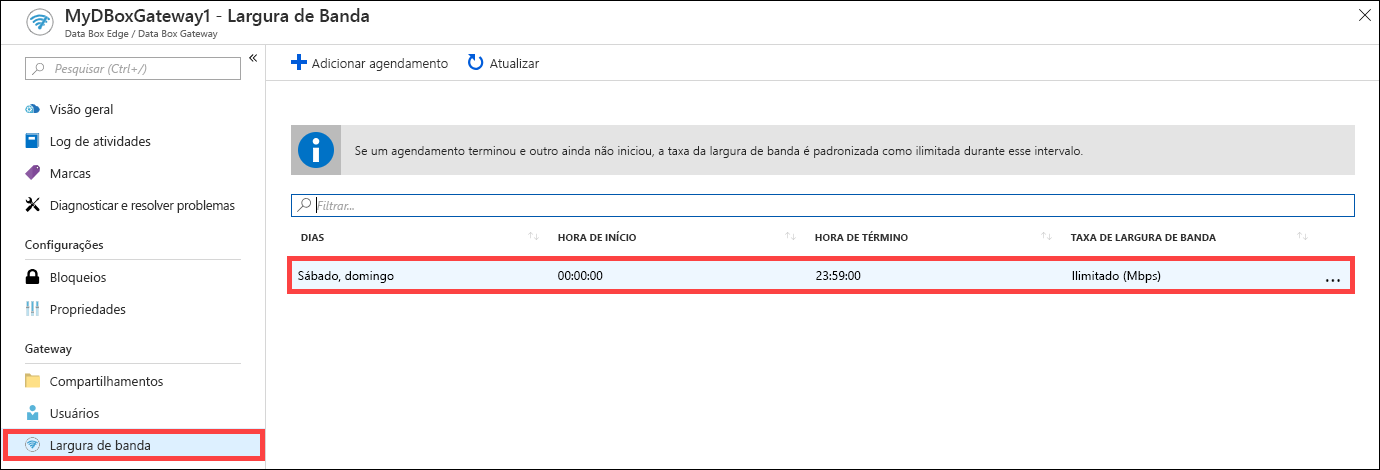 MyDBoxGateway1 - Largura de Banda
Data Box Edge / Data Box Gateway
Pesquisar (Ctrl+/)
Visão geral
Log de atividades
Marcas
Diagnosticar e resolver problemas
Configurações
Bloqueios
Propriedades
Gateway
Compartilhamentos
Usuários
Largura de banda
Adicionar agendamento Atualizar
Se um agendamento terminou e outro ainda não iniciou, a taxa da largura de banda é padronizada como ilimitada durante esse intervalo.
Filtrar...
DIAS HORA DE INÍCIO HORA DE TÉRMINO TAXA DE LARGURA DE BANDA
Sábado, domingo 00:00:00 23:59:00 Ilimitado (Mbps) ...